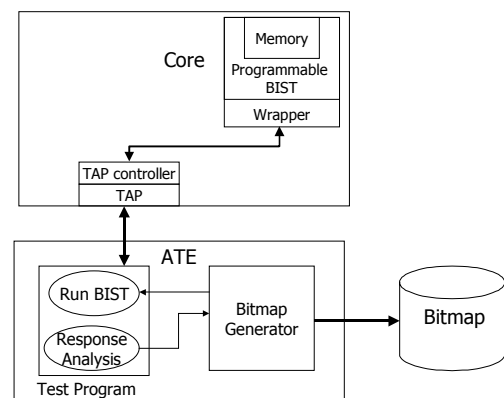 Memory
Core
Programmable
BIST
Wrapper
TAP controller
TAP
ATE
Run BIST
Bitmap
Generator
Response
Analysis
Test Program
Bitmap